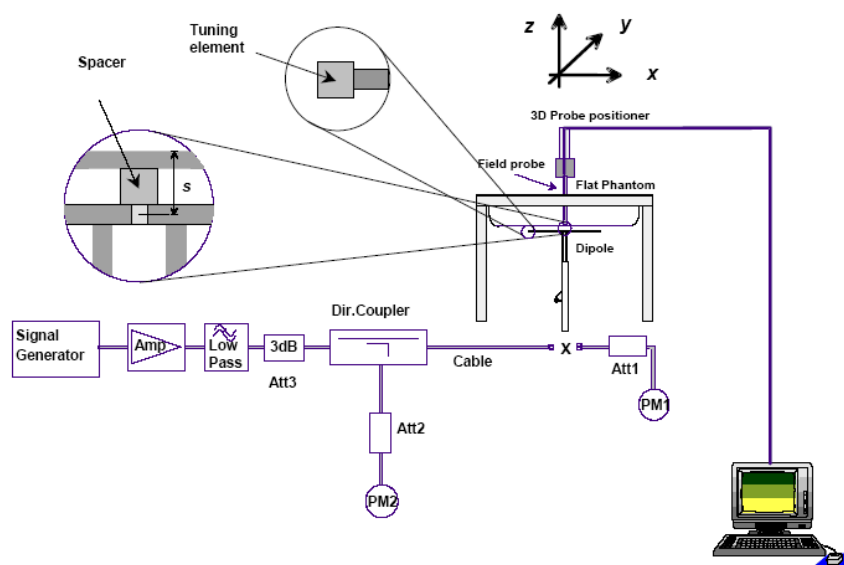 Tuning
element
z
y
x
Spacer
3D Probe positioner
s
Field probe
Flat Phantom
Dipole
Dir.Coupler
Signal
Generator
Amp
Low
Pass
3dB
Att3
Cable
X
Att1
PM1
Att2
PM2